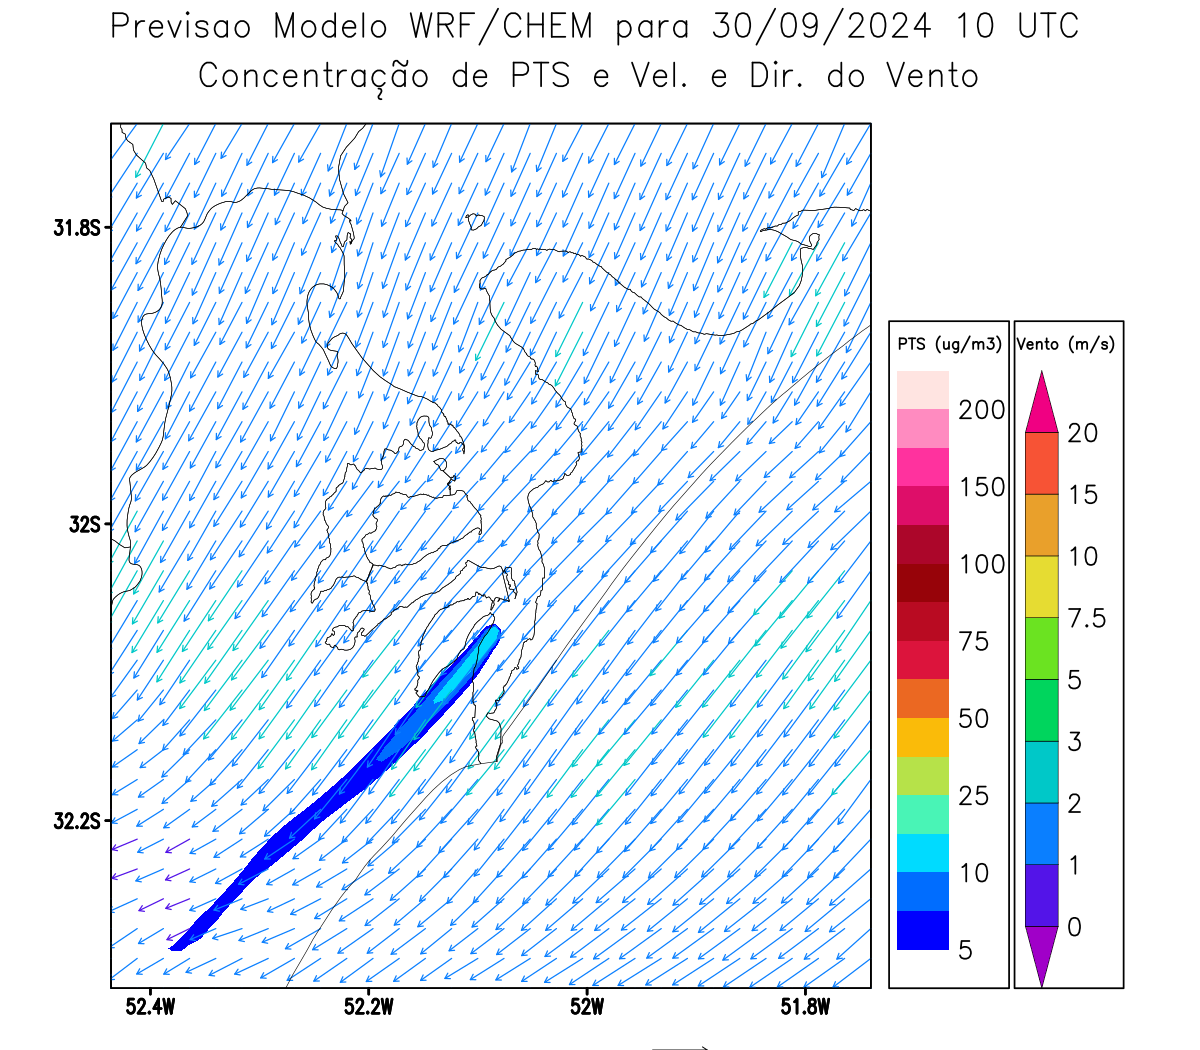 Previsao Modelo WRF/CHEM para 30/09/2024 10 UTC
Concentração de PTS e Vel. e Dir. do Vento
31.8S
32S
32.2S
52.4W
52.2W
52W
51.8W
PTS (ug/m3)
200
150
100
75
50
25
10
5
Vento (m/s)
20
15
10
7.5
5
3
2
1
0